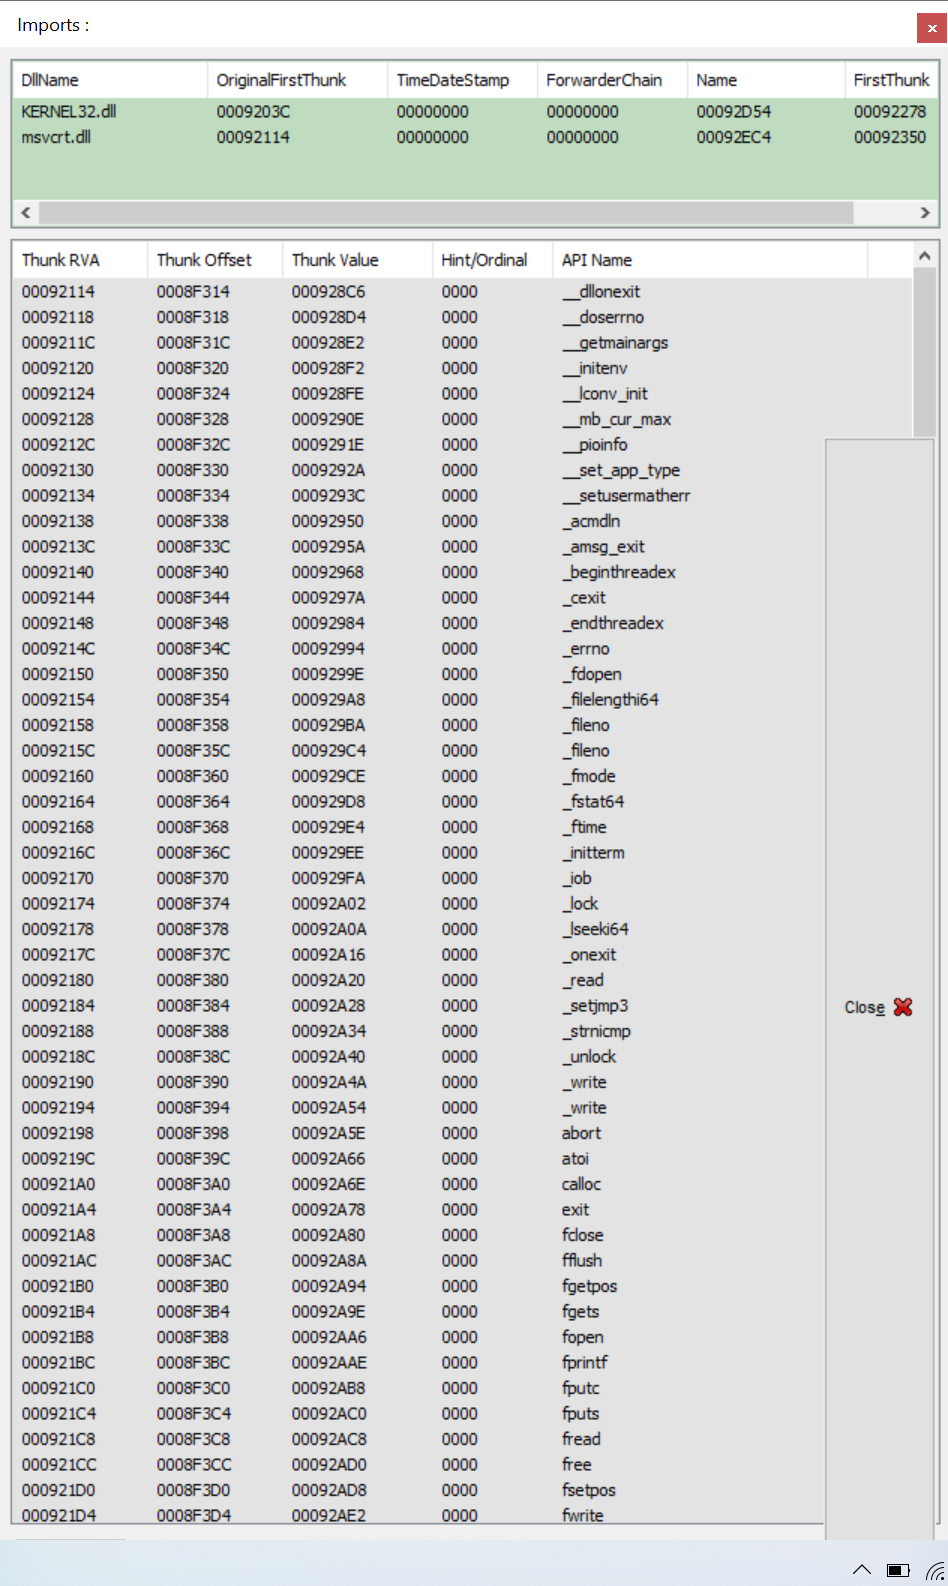 Imports :
DllName OriginalFirstThunk TimeDateStamp ForwarderChain Name FirstThunk
KERNEL32.dll 0009203C 00000000 00000000 00092D54 00092278
msvcrt.dll 00092114 00000000 00000000 00092EC4 00092350
Thunk RVA Thunk Offset Thunk Value Hint/Ordinal API Name
00092114 0008F314 000928C6 0000 __dllonexit
00092118 0008F318 000928D4 0000 __doserrno
0009211C 0008F31C 000928E2 0000 __getmainargs
00092120 0008F320 000928F2 0000 __initenv
00092124 0008F324 000928FE 0000 __lconv_init
00092128 0008F328 0009290E 0000 __mb_cur_max
0009212C 0008F32C 0009291E 0000 __pioinfo
00092130 0008F330 0009292A 0000 __set_app_type
00092134 0008F334 0009293C 0000 __setusermatherr
00092138 0008F338 00092950 0000 _acmdln
0009213C 0008F33C 0009295A 0000 _amsg_exit
00092140 0008F340 00092968 0000 _beginthreadex
00092144 0008F344 0009297A 0000 _cexit
00092148 0008F348 00092984 0000 _endthreadex
0009214C 0008F34C 00092994 0000 _errno
00092150 0008F350 0009299E 0000 _fdopen
00092154 0008F354 000929A8 0000 _filelengthi64
00092158 0008F358 000929BA 0000 _fileno
0009215C 0008F35C 000929C4 0000 _fileno
00092160 0008F360 000929CE 0000 _fmode
00092164 0008F364 000929D8 0000 _fstat64
00092168 0008F368 000929E4 0000 _ftime
0009216C 0008F36C 000929EE 0000 _initterm
00092170 0008F370 000929FA 0000 _iob
00092174 0008F374 00092A02 0000 _lock
00092178 0008F378 00092A0A 0000 _lseeki64
0009217C 0008F37C 00092A16 0000 _onexit
00092180 0008F380 00092A20 0000 _read
00092184 0008F384 00092A28 0000 _setjmp3
Close
00092188 0008F388 00092A34 0000 _strnicmp
0009218C 0008F38C 00092A40 0000 _unlock
00092190 0008F390 00092A4A 0000 _write
00092194 0008F394 00092A54 0000 _write
00092198 0008F398 00092A5E 0000 abort
0009219C 0008F39C 00092A66 0000 atoi
000921A0 0008F3A0 00092A6E 0000 calloc
000921A4 0008F3A4 00092A78 0000 exit
000921A8 0008F3A8 00092A80 0000 fclose
000921AC 0008F3AC 00092A8A 0000 fflush
000921B0 0008F3B0 00092A94 0000 fgetpos
000921B4 0008F3B4 00092A9E 0000 fgets
000921B8 0008F3B8 00092AA6 0000 fopen
000921BC 0008F3BC 00092AAE 0000 fprintf
000921C0 0008F3C0 00092AB8 0000 fputc
000921C4 0008F3C4 00092AC0 0000 fputs
000921C8 0008F3C8 00092AC8 0000 fread
000921CC 0008F3CC 00092AD0 0000 free
000921D0 0008F3D0 00092AD8 0000 fsetpos
000921D4 0008F3D4 00092AE2 0000 fwrite